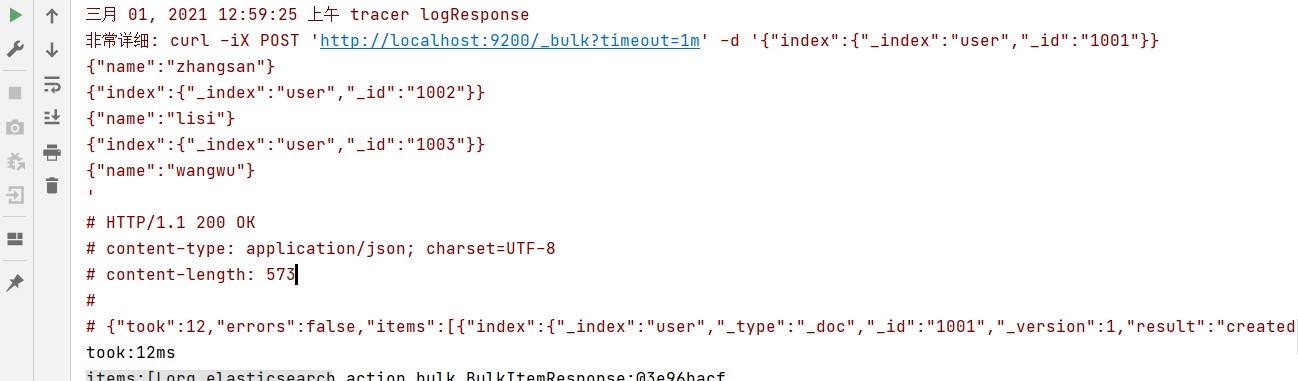 三月 01, 2021 12:59:25 上午 tracer logResponse
非常详细: curl -iX POST 'http://localhost:9200/_bulk?timeout=1m' -d '{"index":{"_index":"user","_id":"1001"}}
{"name":"zhangsan"}
{"index":{"_index":"user","_id":"1002"}}
{"name":"lisi"}
{"index":{"_index":"user","_id":"1003"}}
{"name":"wangwu"}
'
# HTTP/1.1 200 OK
# content-type: application/json; charset=UTF-8
# content-length: 573
#
# {"took":12,"errors":false,"items":[{"index":{"_index":"user","_type":"_doc","_id":"1001","_version":1,"result":"created
took:12ms
items:[Lorg.elasticsearch.action.bulk.BulkItemResponse;@3e96bacf